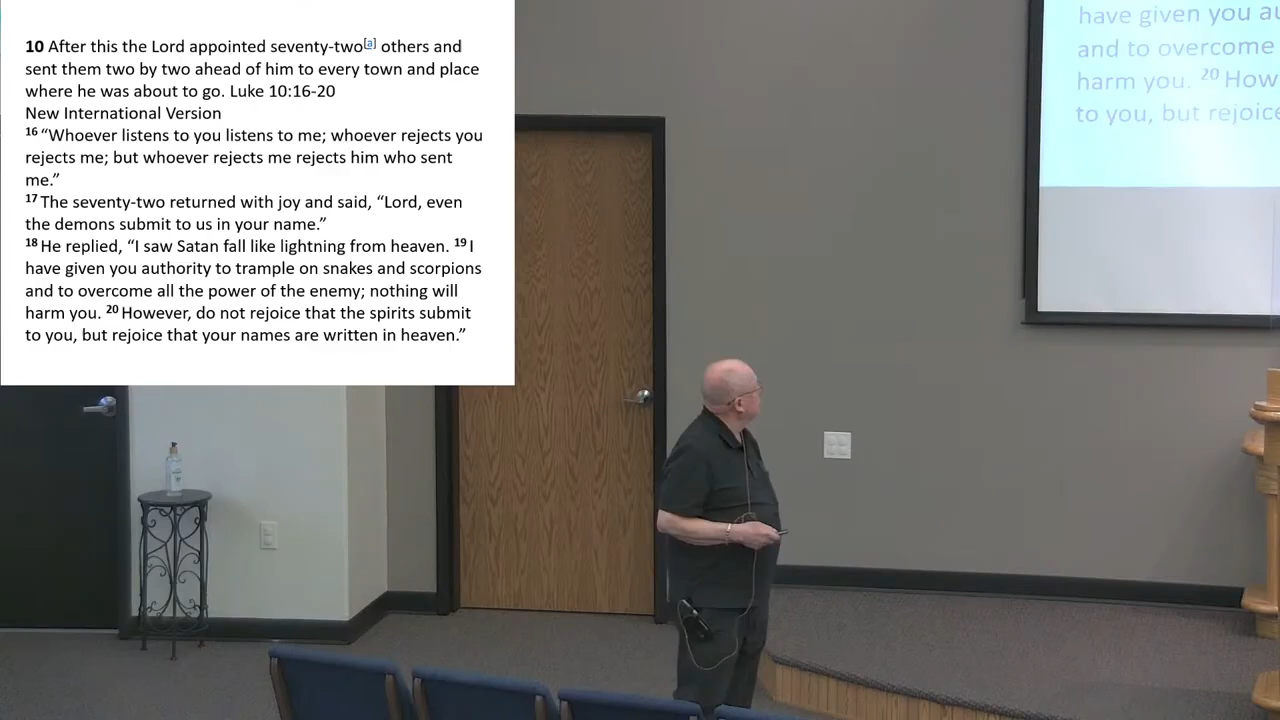 10 After this the Lord appointed seventy-two[a] others and
sent them two by two ahead of him to every town and place
where he was about to go. Luke 10:16-20
New International Version
16 “Whoever listens to you listens to me; whoever rejects you
rejects me; but whoever rejects me rejects him who sent
me.”
17 The seventy-two returned with joy and said, “Lord, even
the demons submit to us in your name.”
18 He replied, “I saw Satan fall like lightning from heaven. 19 I
have given you authority to trample on snakes and scorpions
and to overcome all the power of the enemy; nothing will
harm you. 20 However, do not rejoice that the spirits submit
to you, but rejoice that your names are written in heaven.”
have given you au
and to overcome
harm you. 20 How
to you, but rejoice